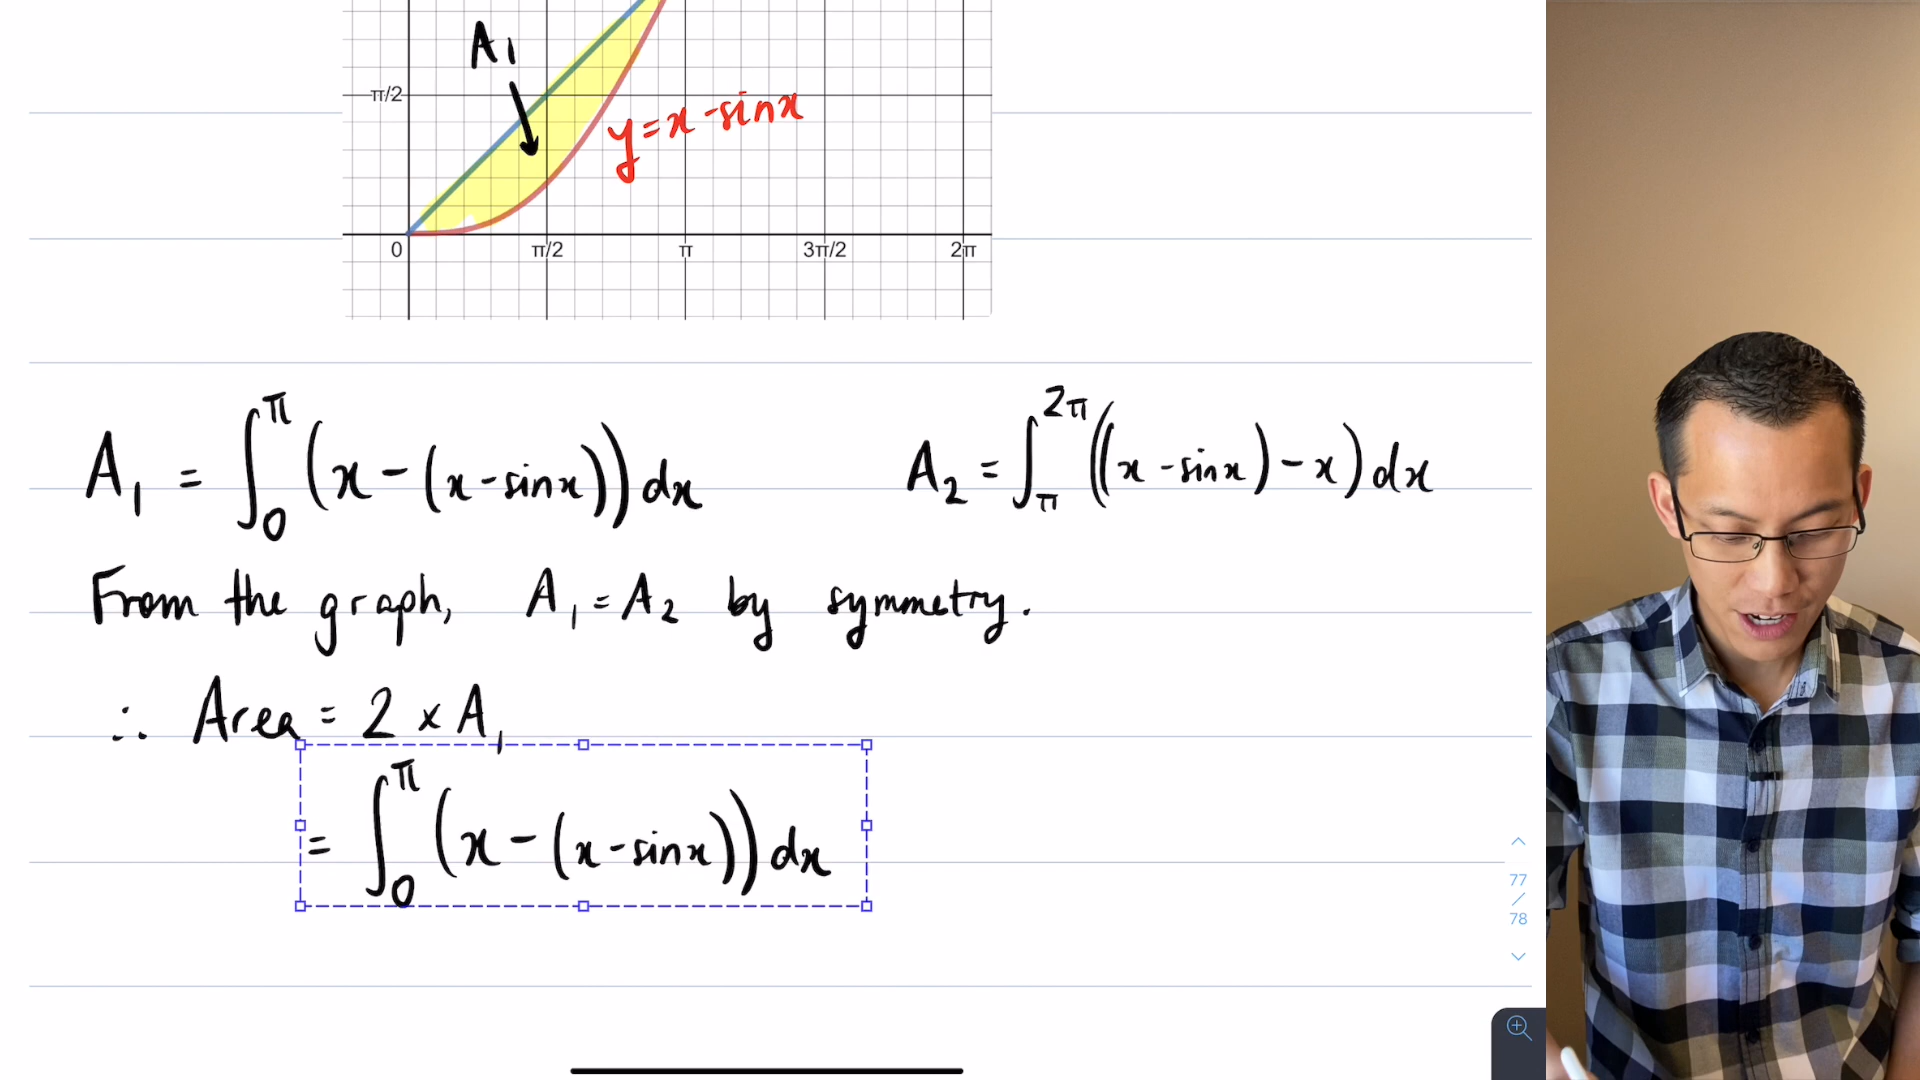 A₁
π/2
y=x-sinx
0 π/2 π 3π/2 2π
A₁ = ∫₀^π (x-(x-sinx))dx
A₂ = ∫_π^2π ((x-sinx)-x)dx
From the graph, A₁=A₂ by symmetry.
∴ Area = 2×A₁
= ∫₀^π (x-(x-sinx))dx
77
/
78